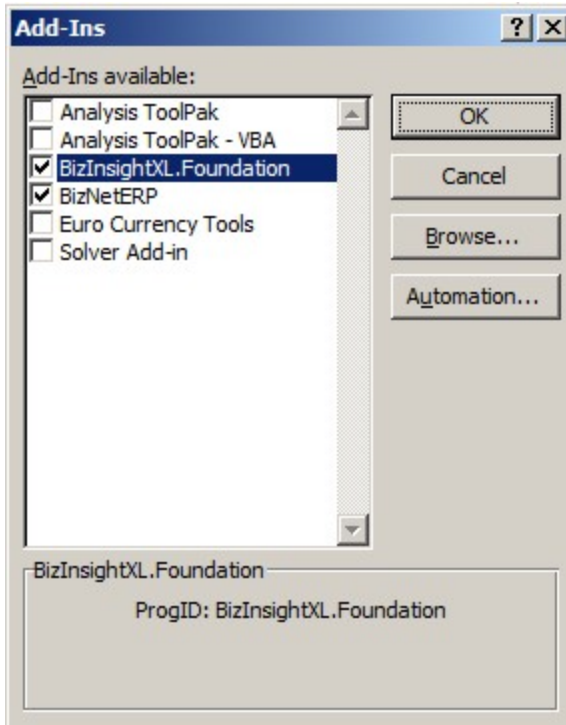 Add-Ins
Add-Ins available:
Analysis ToolPak
Analysis ToolPak - VBA
BizInsightXL.Foundation
BizNetERP
Euro Currency Tools
Solver Add-in
OK
Cancel
Browse...
Automation...
BizInsightXL.Foundation
ProgID: BizInsightXL.Foundation